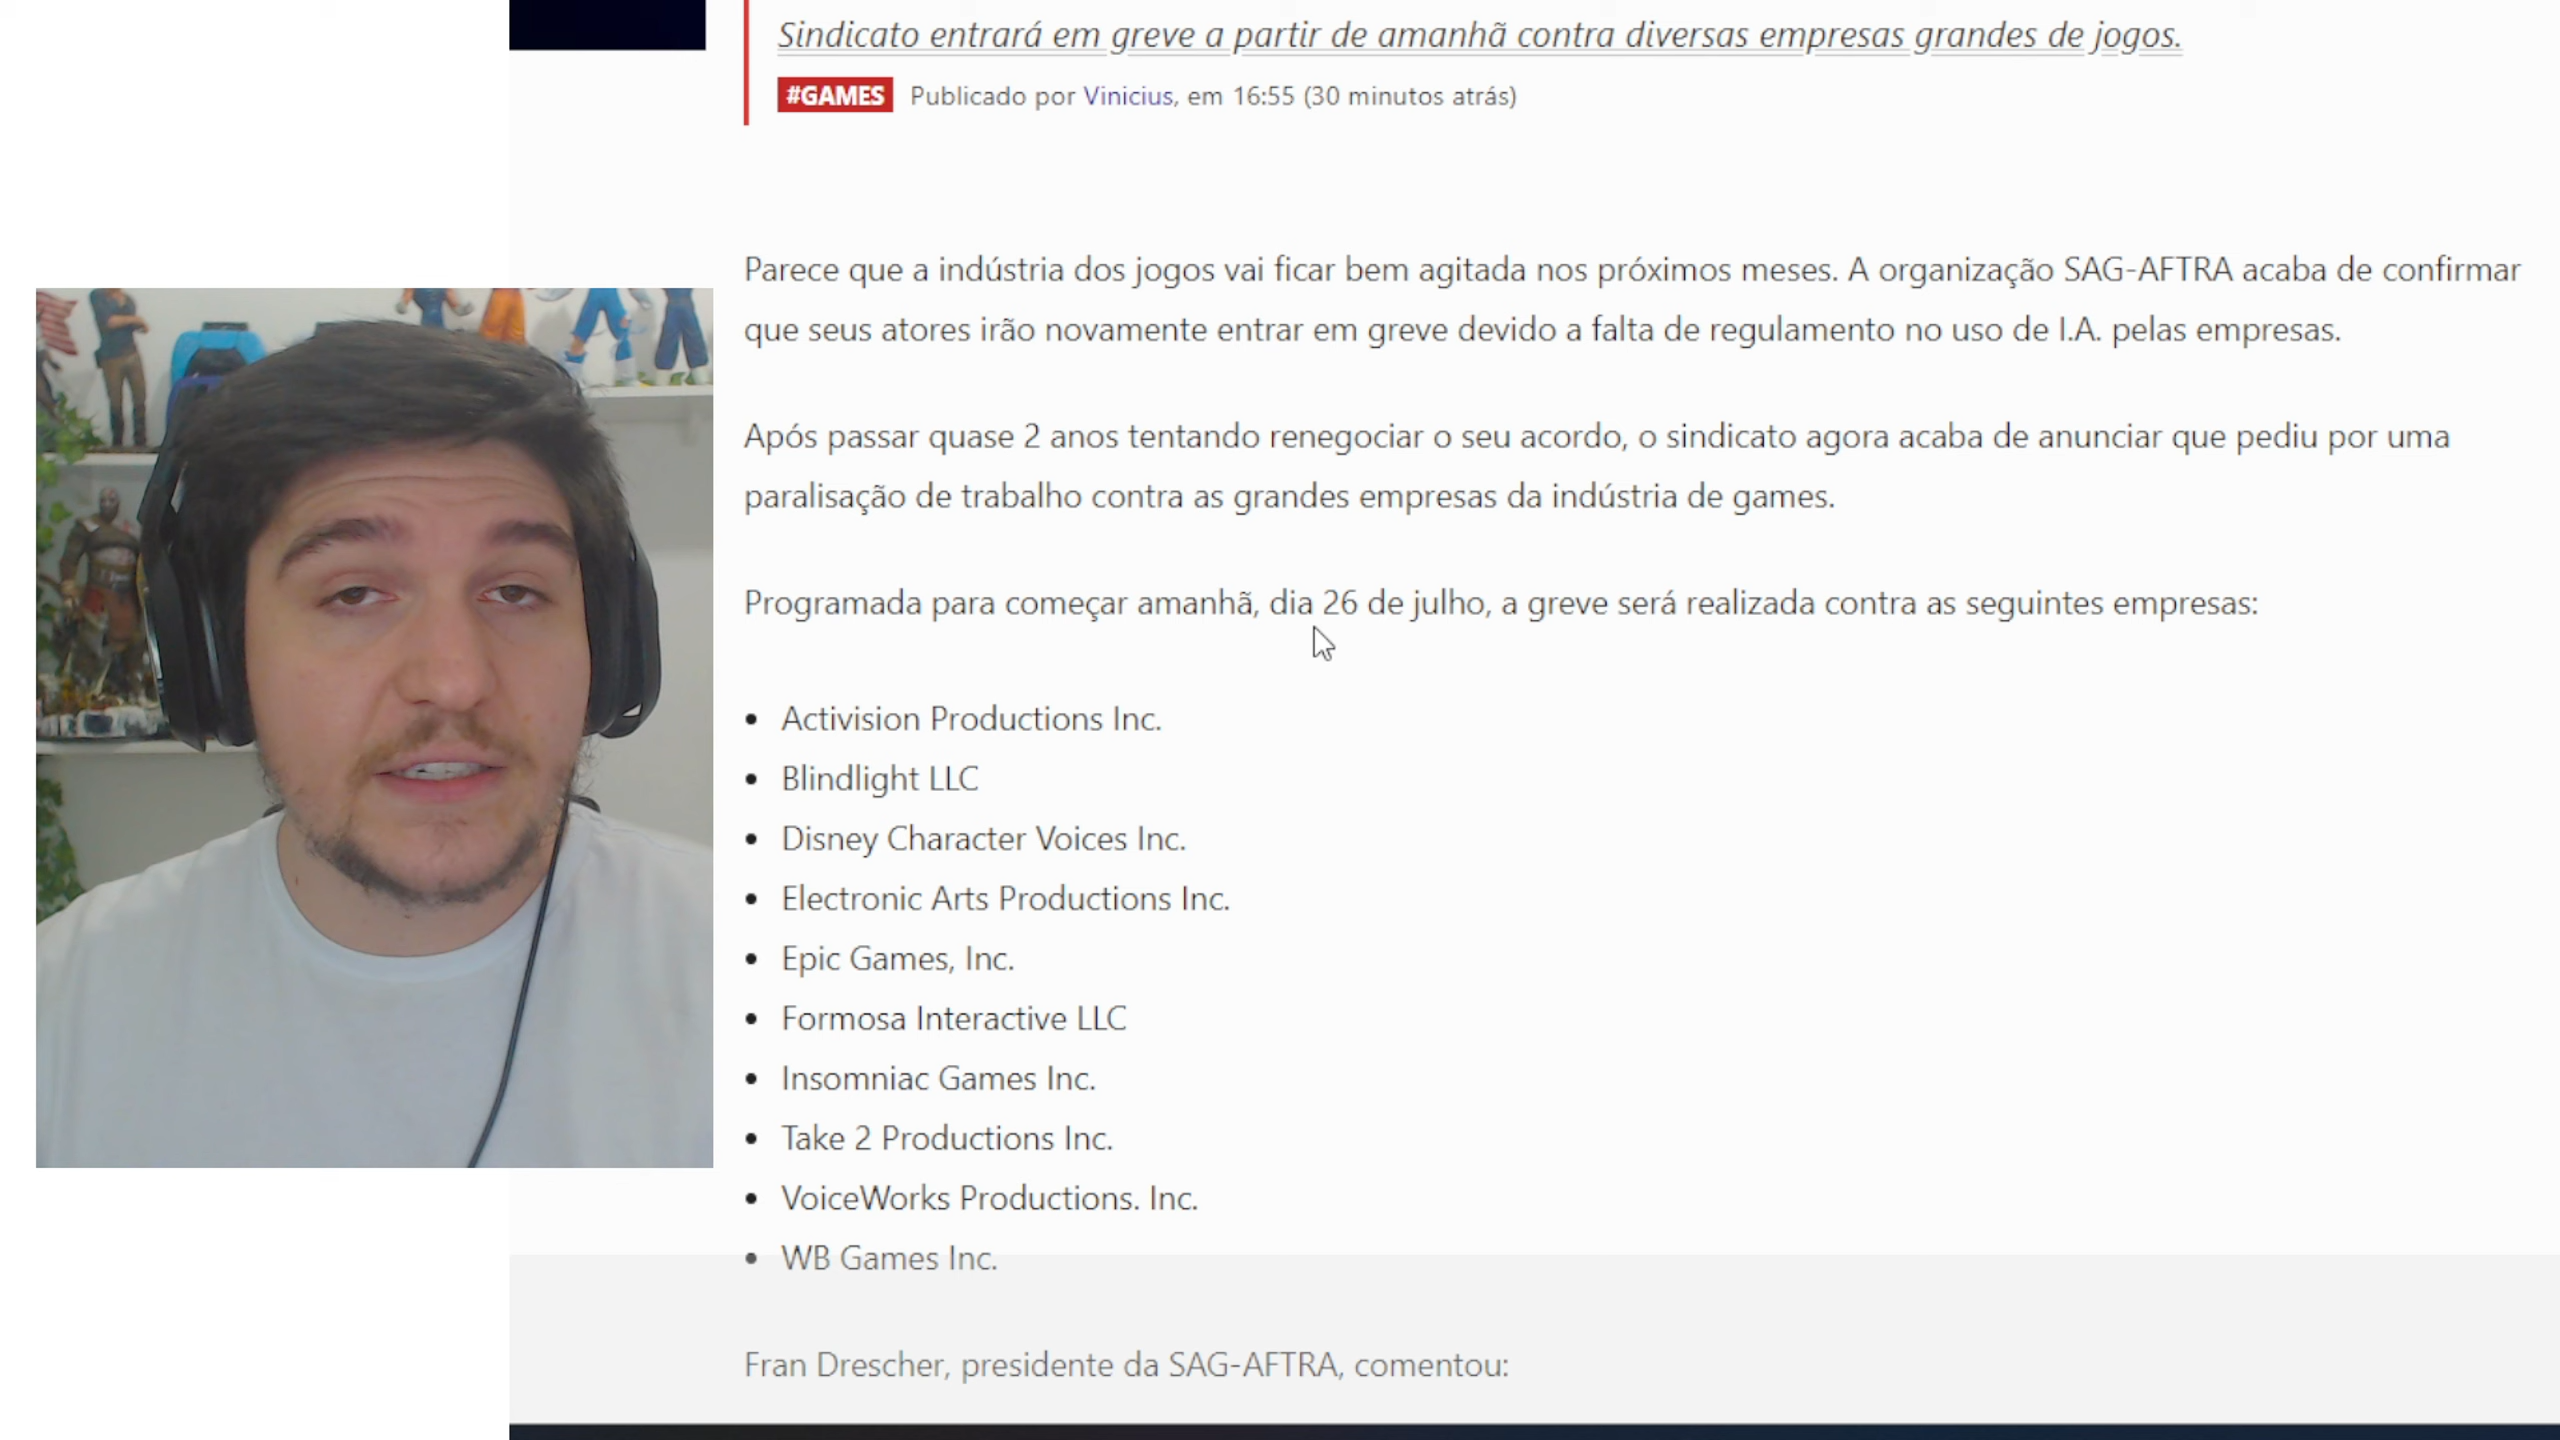 Sindicato entrará em greve a partir de amanhã contra diversas empresas grandes de jogos.
#GAMES Publicado por Vinicius, em 16:55 (30 minutos atrás)
Parece que a indústria dos jogos vai ficar bem agitada nos próximos meses. A organização SAG-AFTRA acaba de confirmar
que seus atores irão novamente entrar em greve devido a falta de regulamento no uso de I.A. pelas empresas.
Após passar quase 2 anos tentando renegociar o seu acordo, o sindicato agora acaba de anunciar que pediu por uma
paralisação de trabalho contra as grandes empresas da indústria de games.
Programada para começar amanhã, dia 26 de julho, a greve será realizada contra as seguintes empresas:
• Activision Productions Inc.
• Blindlight LLC
• Disney Character Voices Inc.
• Electronic Arts Productions Inc.
• Epic Games, Inc.
• Formosa Interactive LLC
• Insomniac Games Inc.
• Take 2 Productions Inc.
• VoiceWorks Productions. Inc.
• WB Games Inc.
Fran Drescher, presidente da SAG-AFTRA, comentou: